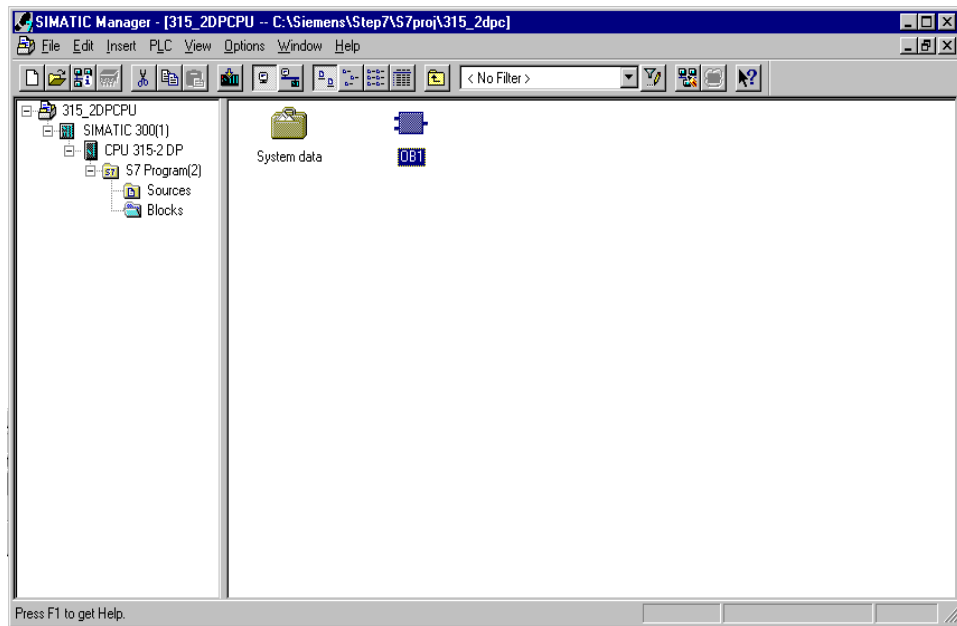 SIMATIC Manager - [315_2DPCPU -- C:\Siemens\Step7\S7proj\315_2dpc]
File Edit Insert PLC View Options Window Help
< No Filter >
315_2DPCPU
SIMATIC 300(1)
CPU 315-2 DP
S7 Program(2)
Sources
Blocks
System data
OB1
Press F1 to get Help.